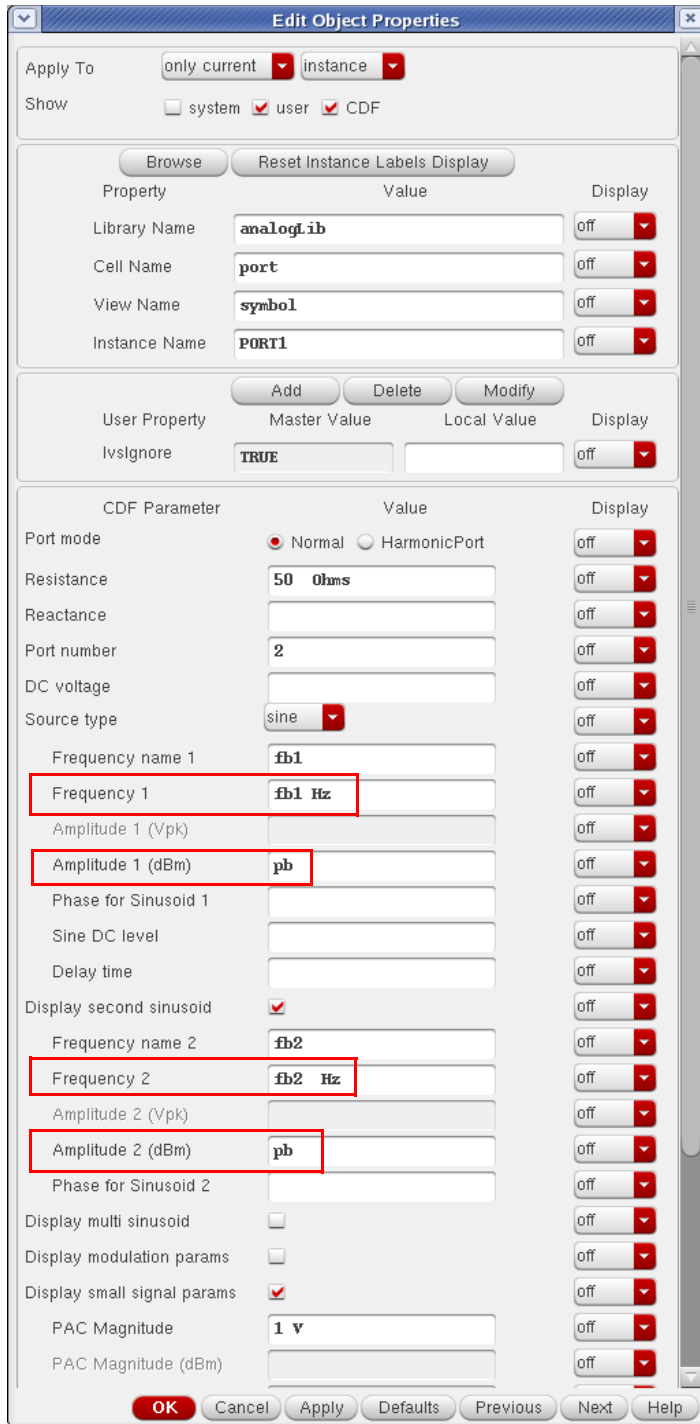 Edit Object Properties
Apply To only current instance
Show system user CDF
Browse Reset Instance Labels Display
Property Value Display
Library Name analogLib off
Cell Name port off
View Name symbol off
Instance Name PORT1 off
Add Delete Modify
User Property Master Value Local Value Display
lvsIgnore TRUE off
CDF Parameter Value Display
Port mode Normal HarmonicPort off
Resistance 50 Ohms off
Reactance off
Port number 2 off
DC voltage off
Source type sine off
Frequency name 1 fb1 off
Frequency 1 fb1 Hz off
Amplitude 1 (Vpk) off
Amplitude 1 (dBm) pb off
Phase for Sinusoid 1 off
Sine DC level off
Delay time off
Display second sinusoid off
Frequency name 2 fb2 off
Frequency 2 fb2 Hz off
Amplitude 2 (Vpk) off
Amplitude 2 (dBm) pb off
Phase for Sinusoid 2 off
Display multi sinusoid off
Display modulation params off
Display small signal params off
PAC Magnitude 1 V off
PAC Magnitude (dBm) off
OK Cancel Apply Defaults Previous Next Help